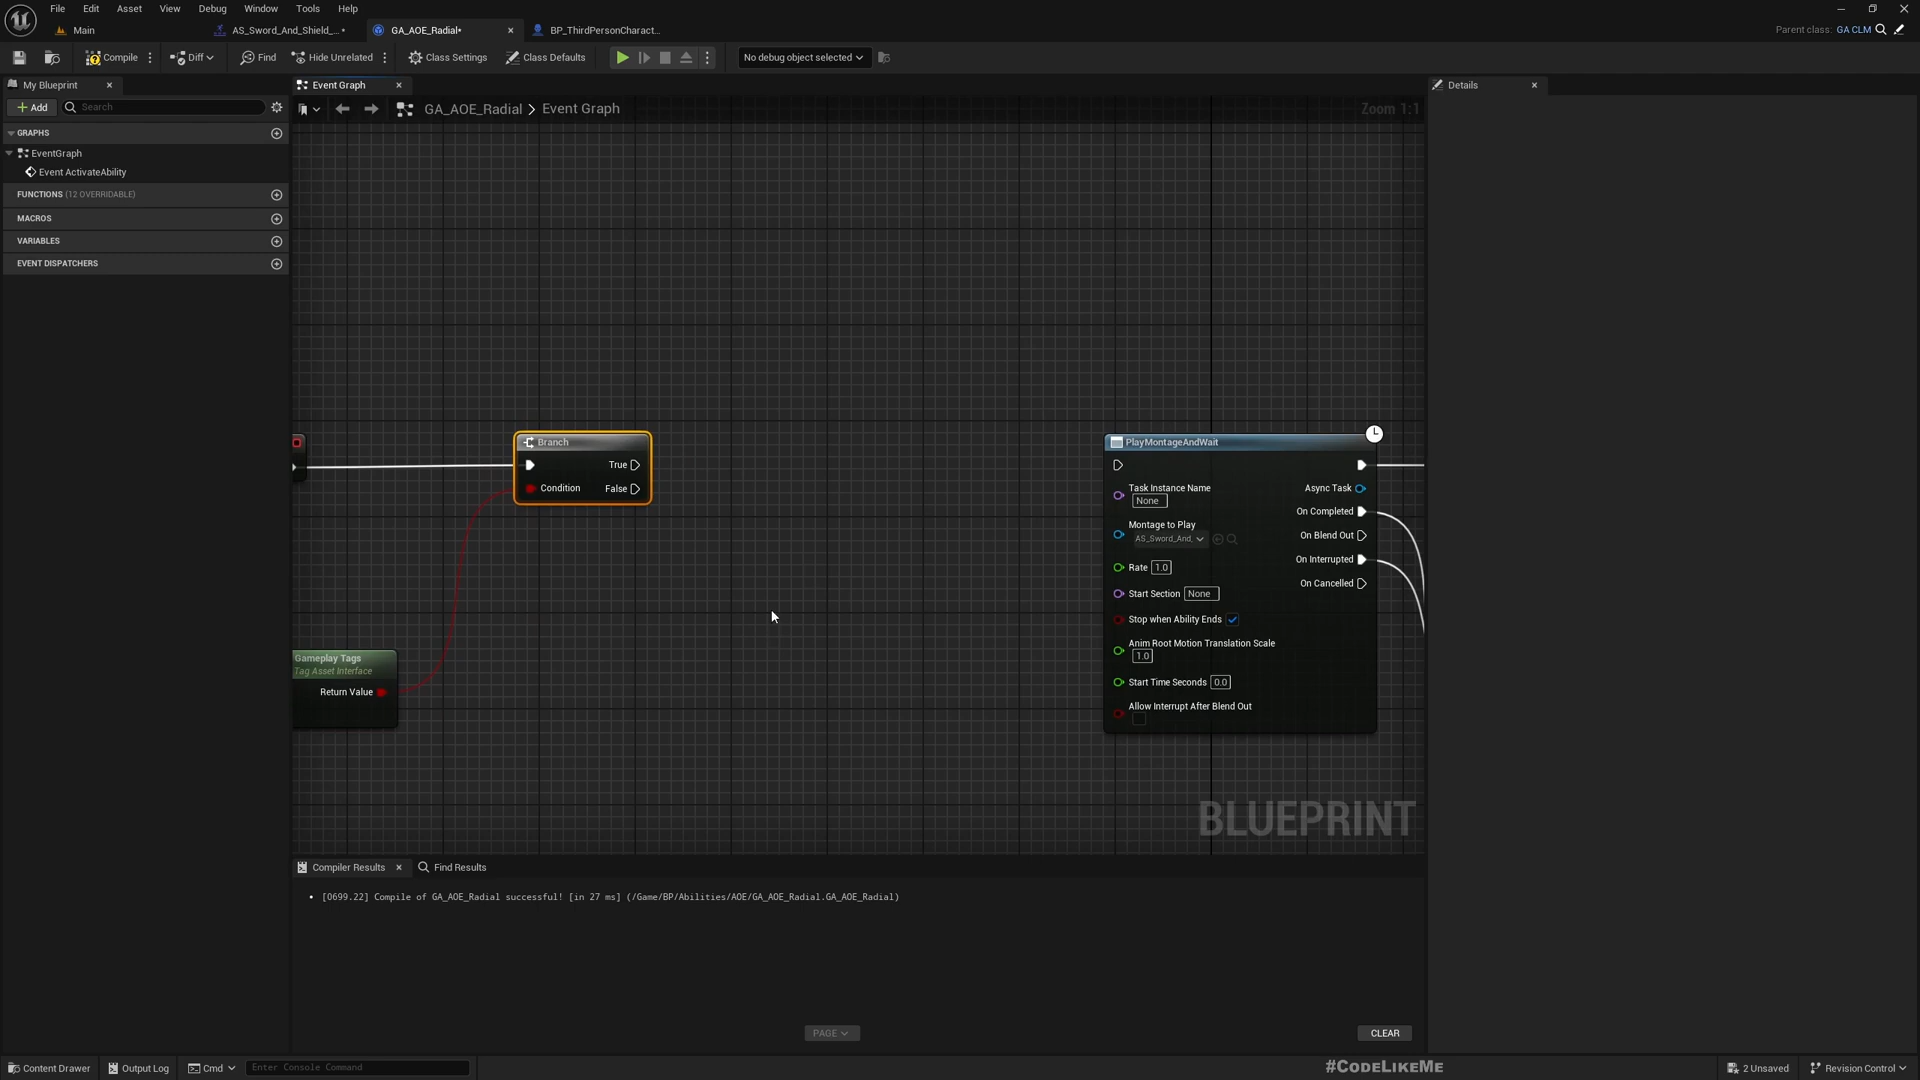 File Edit Asset View Debug Window Tools Help
Main AS_Sword_And_Shield_...• GA_AOE_Radial• BP_ThirdPersonCharact...
Parent class: GA CLM
Compile Diff Find Hide Unrelated Class Settings Class Defaults No debug object selected
My Blueprint
Event Graph
Details
Add Search
GA_AOE_Radial > Event Graph
Zoom 1:1
GRAPHS
EventGraph
Event ActivateAbility
FUNCTIONS (12 OVERRIDABLE)
MACROS
VARIABLES
EVENT DISPATCHERS
Branch
True
Condition False
Gameplay Tags
Tag Asset Interface
Return Value
PlayMontageAndWait
Task Instance Name
None
Async Task
On Completed
Montage to Play
AS_Sword_And_
On Blend Out
On Interrupted
Rate 1.0
On Cancelled
Start Section None
Stop when Ability Ends
Anim Root Motion Translation Scale
1.0
Start Time Seconds 0.0
Allow Interrupt After Blend Out
BLUEPRINT
Compiler Results Find Results
• [0699.22] Compile of GA_AOE_Radial successful! [in 27 ms] (/Game/BP/Abilities/AOE/GA_AOE_Radial.GA_AOE_Radial)
PAGE
CLEAR
Content Drawer Output Log Cmd Enter Console Command
#CodeLikeMe
2 Unsaved Revision Control